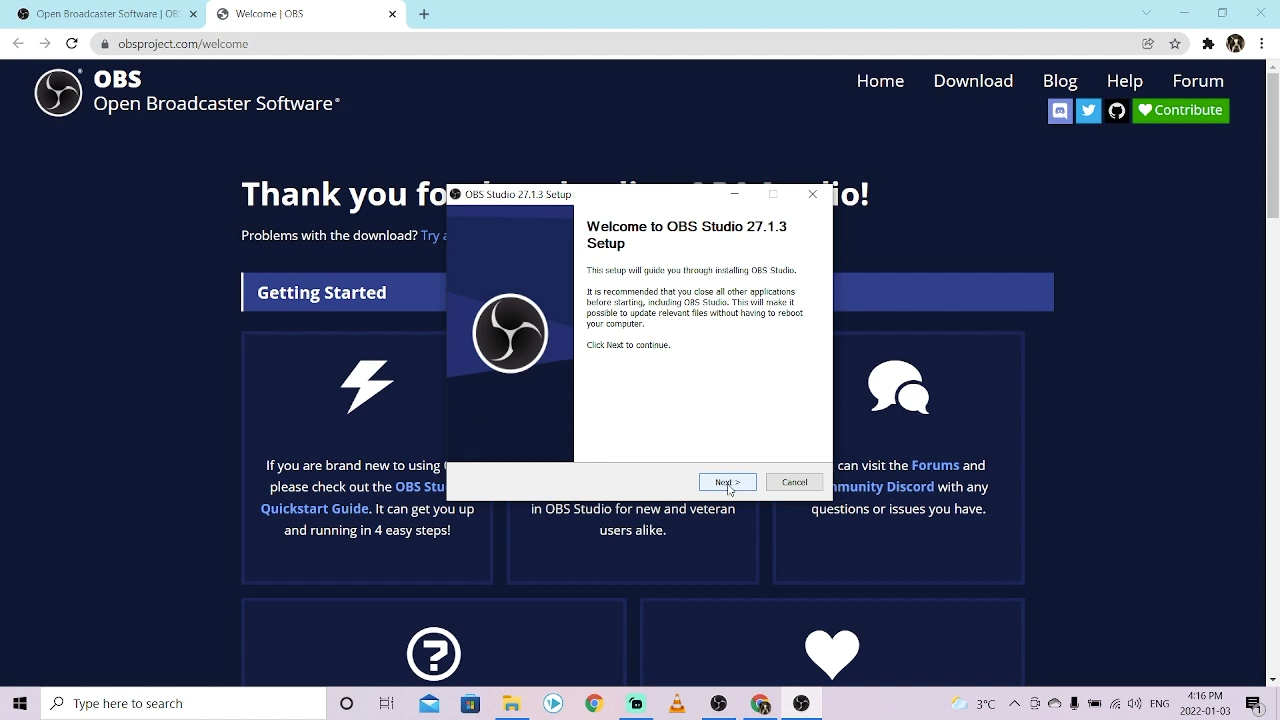 Open Broadcaster Software | OBS
Welcome | OBS
obsproject.com/welcome
OBS
Open Broadcaster Software®
Home
Download
Blog
Help
Forum
Contribute
Thank you fo
io!
Problems with the download? Try a
Getting Started
OBS Studio 27.1.3 Setup
Welcome to OBS Studio 27.1.3
Setup
This setup will guide you through installing OBS Studio.
It is recommended that you close all other applications
before starting, including OBS Studio. This will make it
possible to update relevant files without having to reboot
your computer.
Click Next to continue.
Next >
Cancel
If you are brand new to using
please check out the OBS Stu
Quickstart Guide. It can get you up
and running in 4 easy steps!
in OBS Studio for new and veteran
users alike.
can visit the Forums and
mmunity Discord with any
questions or issues you have.
Type here to search
3°C
ENG
4:16 PM
2022-01-03
1